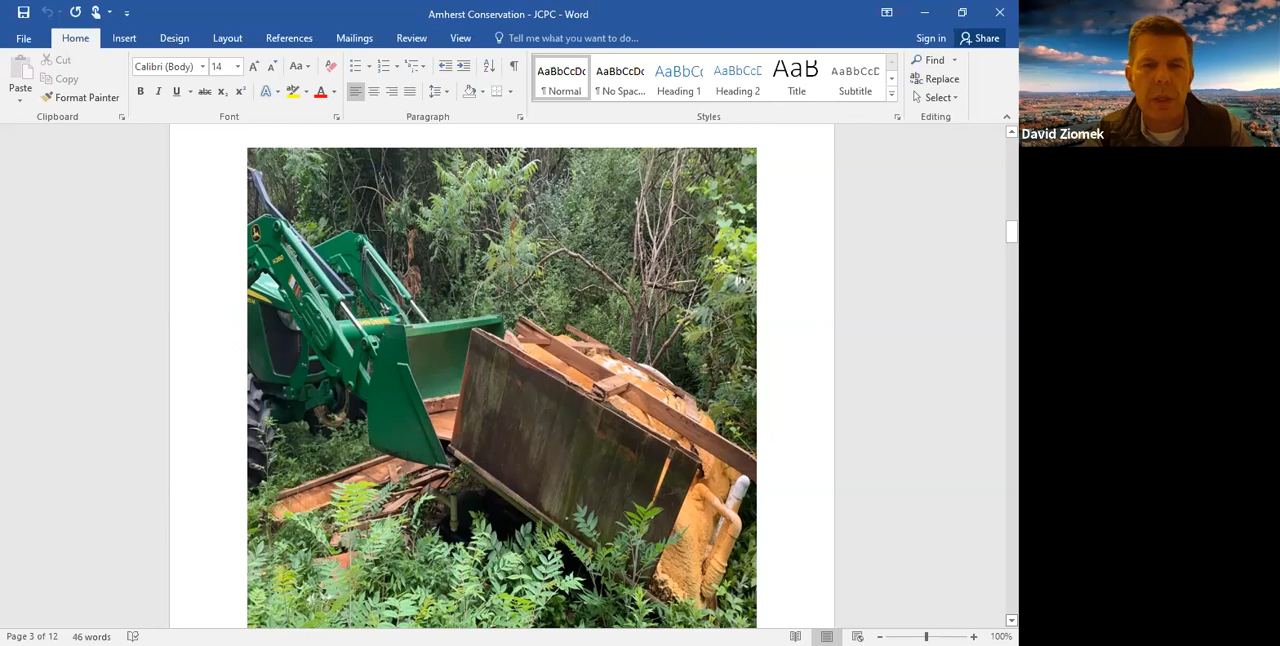 Amherst Conservation - JCPC - Word
File Home Insert Design Layout References Mailings Review View Tell me what you want to do... Sign in Share
Paste
Cut
Copy
Format Painter
Clipboard
Calibri (Body) 14
Font
Paragraph
AaBbCcDc AaBbCcDc AaBbCc AaBbCcD AaB AaBbCcD
¶ Normal ¶ No Spac... Heading 1 Heading 2 Title Subtitle
Styles
Find
Replace
Select
Editing
David Ziomek
Page 3 of 12 46 words 100%